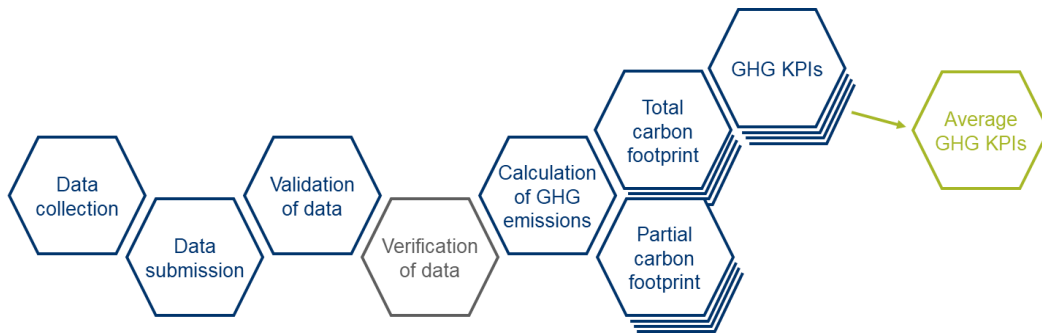 Data
collection
Data
submission
Validation
of data
Verification
of data
Calculation
of GHG
emissions
Total
carbon
footprint
Partial
carbon
footprint
GHG KPIs
Average
GHG KPIs